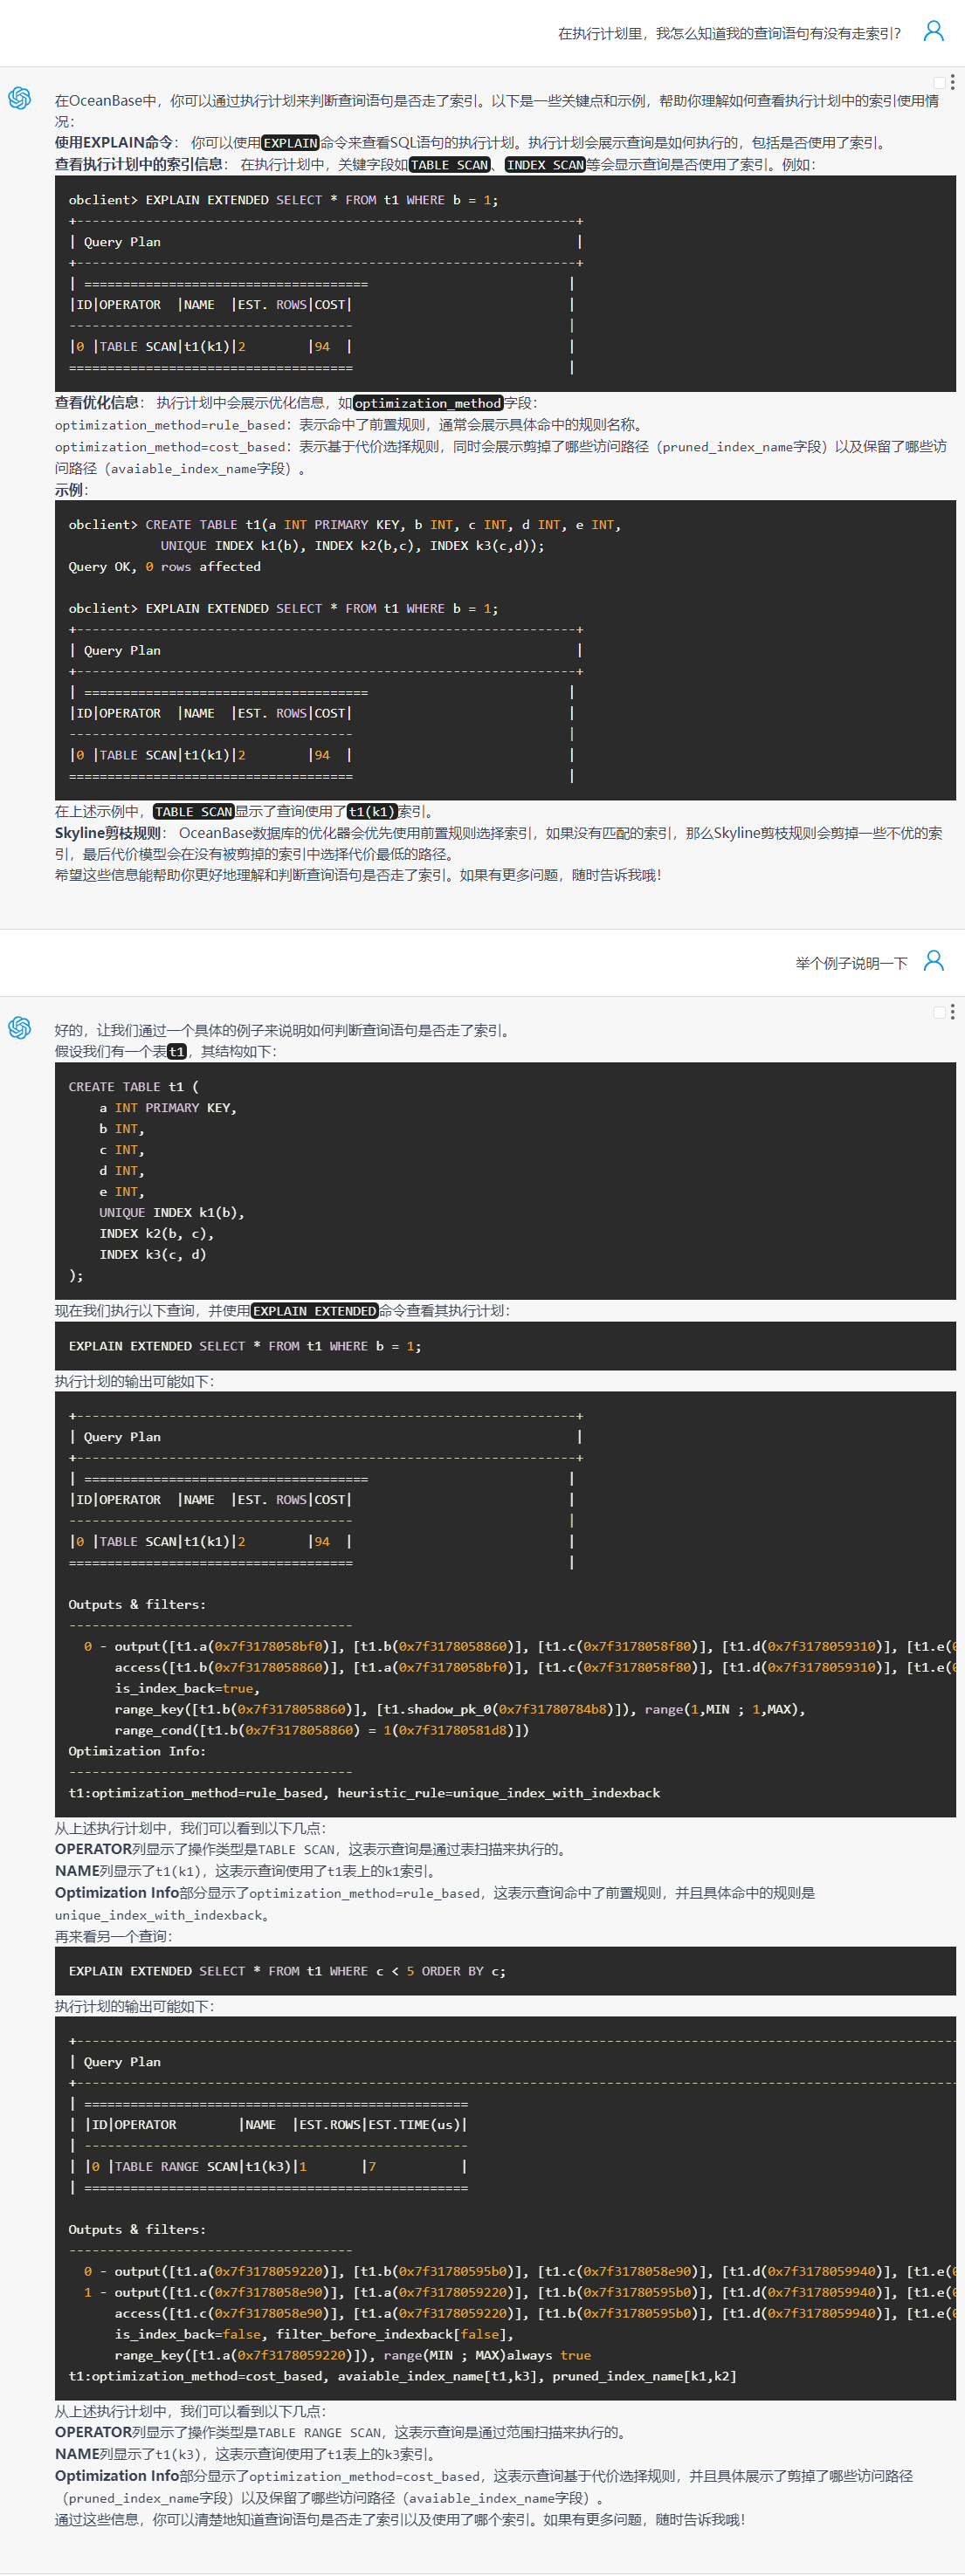 在执行计划里，我怎么知道我的查询语句有没有走索引？
在OceanBase中，你可以通过执行计划来判断查询语句是否走了索引。以下是一些关键点和示例，帮助你理解如何查看执行计划中的索引使用情
况：
使用EXPLAIN命令： 你可以使用EXPLAIN命令来查看SQL语句的执行计划。执行计划会展示查询是如何执行的，包括是否使用了索引。
查看执行计划中的索引信息： 在执行计划中，关键字段如TABLE SCAN、INDEX SCAN等会显示查询是否使用了索引。例如：
obclient> EXPLAIN EXTENDED SELECT * FROM t1 WHERE b = 1;
+-----------------------------------------------------------------+
| Query Plan                                                      |
+-----------------------------------------------------------------+
| =====================================                          |
|ID|OPERATOR  |NAME  |EST. ROWS|COST|                            |
-------------------------------------                            |
|0 |TABLE SCAN|t1(k1)|2        |94  |                            |
=====================================                            |
查看优化信息： 执行计划中会展示优化信息，如optimization_method字段：
optimization_method=rule_based：表示命中了前置规则，通常会展示具体命中的规则名称。
optimization_method=cost_based：表示基于代价选择规则，同时会展示剪掉了哪些访问路径（pruned_index_name字段）以及保留了哪些访
问路径（avaiable_index_name字段）。
示例：
obclient> CREATE TABLE t1(a INT PRIMARY KEY, b INT, c INT, d INT, e INT,
            UNIQUE INDEX k1(b), INDEX k2(b,c), INDEX k3(c,d));
Query OK, 0 rows affected
obclient> EXPLAIN EXTENDED SELECT * FROM t1 WHERE b = 1;
+-----------------------------------------------------------------+
| Query Plan                                                      |
+-----------------------------------------------------------------+
| =====================================                          |
|ID|OPERATOR  |NAME  |EST. ROWS|COST|                            |
-------------------------------------                            |
|0 |TABLE SCAN|t1(k1)|2        |94  |                            |
=====================================                            |
在上述示例中，TABLE SCAN显示了查询使用了t1(k1)索引。
Skyline剪枝规则： OceanBase数据库的优化器会优先使用前置规则选择索引，如果没有匹配的索引，那么Skyline剪枝规则会剪掉一些不优的索
引，最后代价模型会在没有被剪掉的索引中选择代价最低的路径。
希望这些信息能帮助你更好地理解和判断查询语句是否走了索引。如果有更多问题，随时告诉我哦！
举个例子说明一下
好的，让我们通过一个具体的例子来说明如何判断查询语句是否走了索引。
假设我们有一个表t1，其结构如下：
CREATE TABLE t1 (
    a INT PRIMARY KEY,
    b INT,
    c INT,
    d INT,
    e INT,
    UNIQUE INDEX k1(b),
    INDEX k2(b, c),
    INDEX k3(c, d)
);
现在我们执行以下查询，并使用EXPLAIN EXTENDED命令查看其执行计划：
EXPLAIN EXTENDED SELECT * FROM t1 WHERE b = 1;
执行计划的输出可能如下：
+-----------------------------------------------------------------+
| Query Plan                                                      |
+-----------------------------------------------------------------+
| =====================================                          |
|ID|OPERATOR  |NAME  |EST. ROWS|COST|                            |
-------------------------------------                            |
|0 |TABLE SCAN|t1(k1)|2        |94  |                            |
=====================================                            |
Outputs & filters:
-------------------------------------
  0 - output([t1.a(0x7f3178058bf0)], [t1.b(0x7f3178058860)], [t1.c(0x7f3178058f80)], [t1.d(0x7f3178059310)], [t1.e(0
      access([t1.b(0x7f3178058860)], [t1.a(0x7f3178058bf0)], [t1.c(0x7f3178058f80)], [t1.d(0x7f3178059310)], [t1.e(0
      is_index_back=true,
      range_key([t1.b(0x7f3178058860)], [t1.shadow_pk_0(0x7f31780784b8)]), range(1,MIN ; 1,MAX),
      range_cond([t1.b(0x7f3178058860) = 1(0x7f31780581d8)])
Optimization Info:
-------------------------------------
t1:optimization_method=rule_based, heuristic_rule=unique_index_with_indexback
从上述执行计划中，我们可以看到以下几点：
OPERATOR列显示了操作类型是TABLE SCAN，这表示查询是通过表扫描来执行的。
NAME列显示了t1(k1)，这表示查询使用了t1表上的k1索引。
Optimization Info部分显示了optimization_method=rule_based，这表示查询命中了前置规则，并且具体命中的规则是
unique_index_with_indexback。
再来看另一个查询：
EXPLAIN EXTENDED SELECT * FROM t1 WHERE c < 5 ORDER BY c;
执行计划的输出可能如下：
+------------------------------------------------------------------------------------------------------------------
| Query Plan
+------------------------------------------------------------------------------------------------------------------
| ==================================================
| |ID|OPERATOR        |NAME  |EST.ROWS|EST.TIME(us)|
| --------------------------------------------------
| |0 |TABLE RANGE SCAN|t1(k3)|1       |7           |
| ==================================================
Outputs & filters:
-------------------------------------
  0 - output([t1.a(0x7f3178059220)], [t1.b(0x7f31780595b0)], [t1.c(0x7f3178058e90)], [t1.d(0x7f3178059940)], [t1.e(0
  1 - output([t1.c(0x7f3178058e90)], [t1.a(0x7f3178059220)], [t1.b(0x7f31780595b0)], [t1.d(0x7f3178059940)], [t1.e(0
      access([t1.c(0x7f3178058e90)], [t1.a(0x7f3178059220)], [t1.b(0x7f31780595b0)], [t1.d(0x7f3178059940)], [t1.e(0
      is_index_back=false, filter_before_indexback[false],
      range_key([t1.a(0x7f3178059220)]), range(MIN ; MAX)always true
t1:optimization_method=cost_based, avaiable_index_name[t1,k3], pruned_index_name[k1,k2]
从上述执行计划中，我们可以看到以下几点：
OPERATOR列显示了操作类型是TABLE RANGE SCAN，这表示查询是通过范围扫描来执行的。
NAME列显示了t1(k3)，这表示查询使用了t1表上的k3索引。
Optimization Info部分显示了optimization_method=cost_based，这表示查询基于代价选择规则，并且具体展示了剪掉了哪些访问路径
（pruned_index_name字段）以及保留了哪些访问路径（avaiable_index_name字段）。
通过这些信息，你可以清楚地知道查询语句是否走了索引以及使用了哪个索引。如果有更多问题，随时告诉我哦！